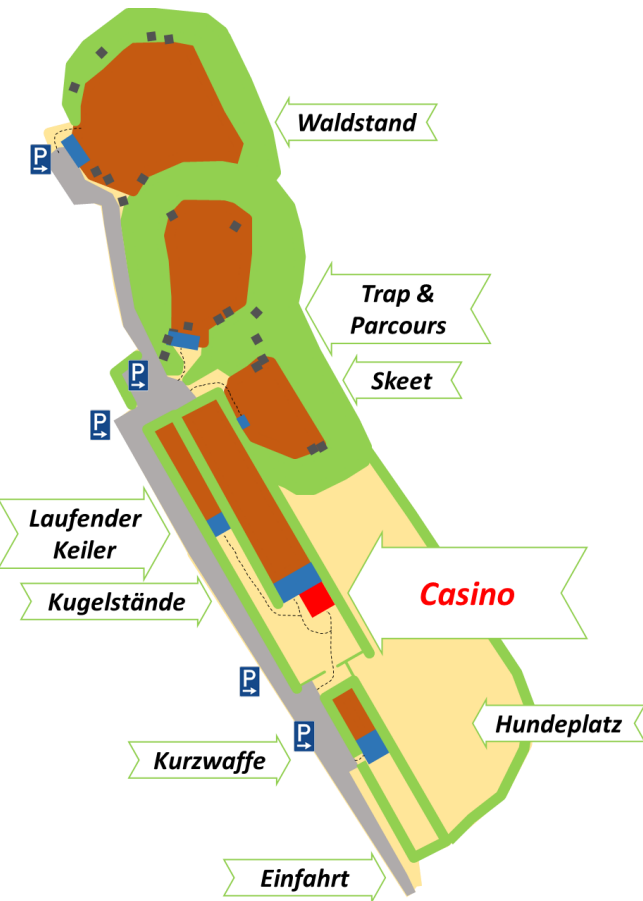 Waldstand
P
Trap &
Parcours
Skeet
P
P
Laufender
Keiler
Casino
Kugelstände
P
Hundeplatz
P
Kurzwaffe
Einfahrt